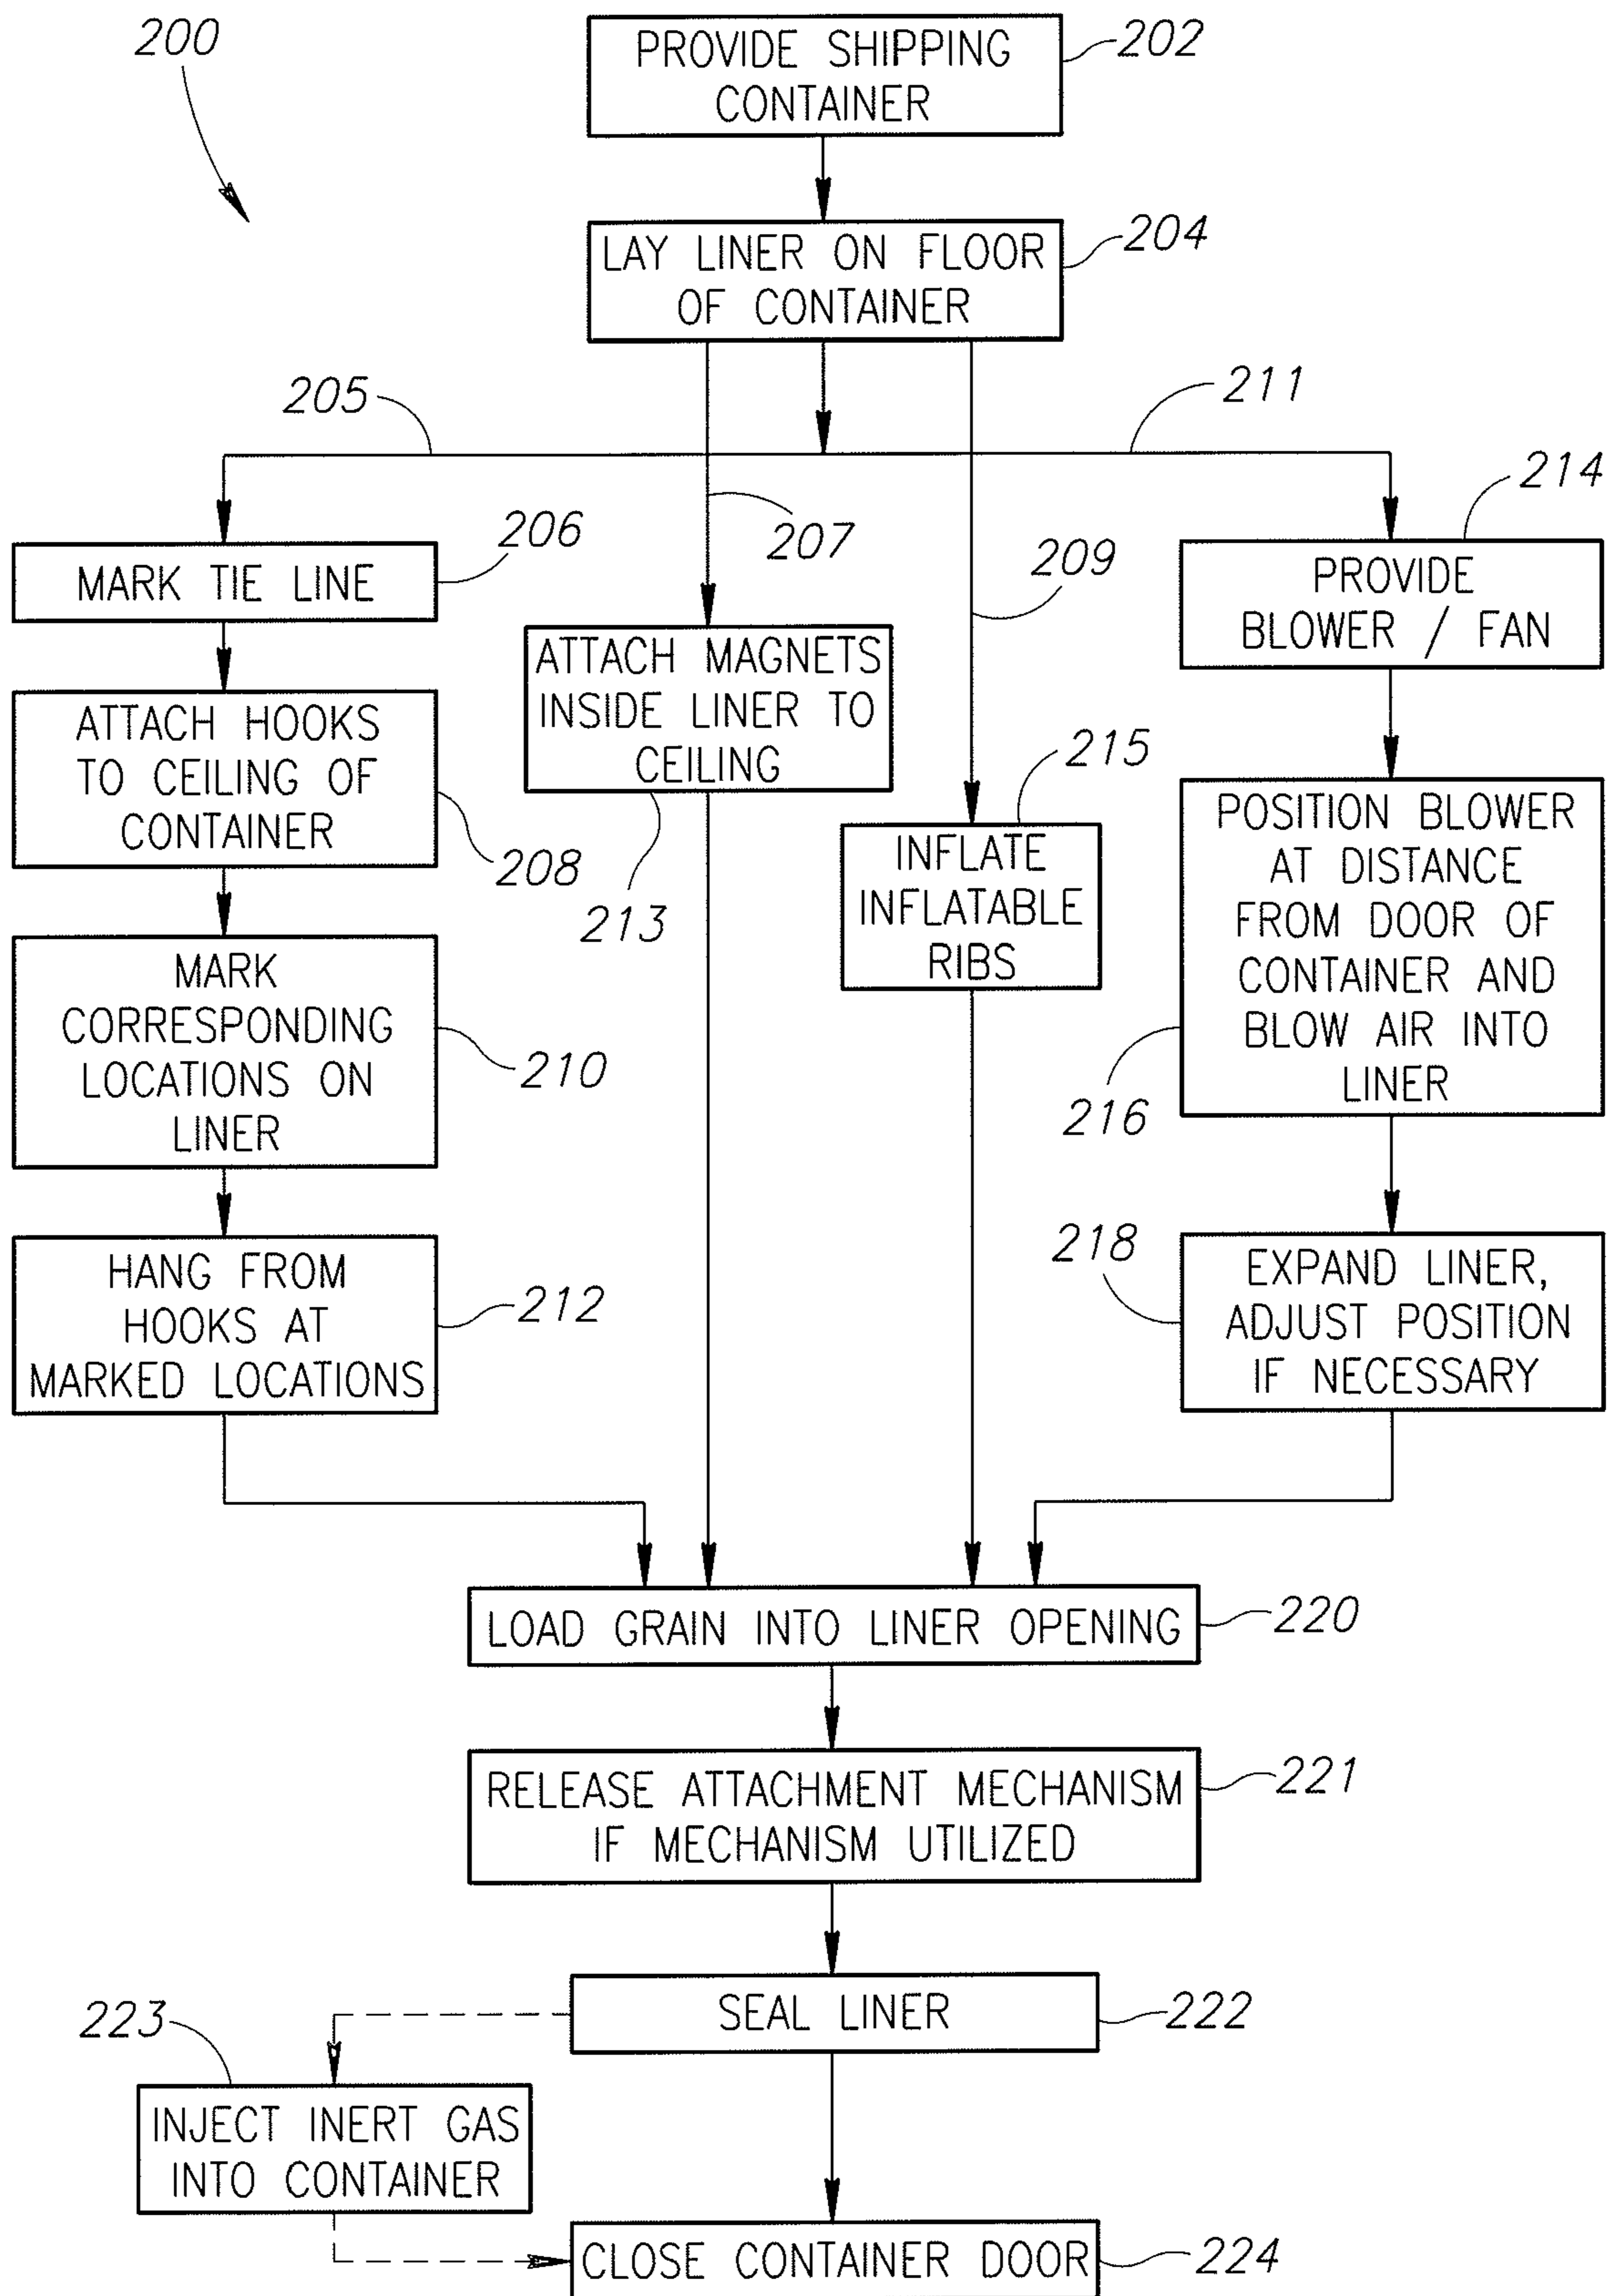 200
PROVIDE SHIPPING
CONTAINER
202
LAY LINER ON FLOOR
OF CONTAINER
204
205
211
207
209
MARK TIE LINE
206
ATTACH HOOKS
TO CEILING OF
CONTAINER
208
MARK
CORRESPONDING
LOCATIONS ON
LINER
210
HANG FROM
HOOKS AT
MARKED LOCATIONS
212
ATTACH MAGNETS
INSIDE LINER TO
CEILING
213
215
INFLATE
INFLATABLE
RIBS
214
PROVIDE
BLOWER / FAN
POSITION BLOWER
AT DISTANCE
FROM DOOR OF
CONTAINER AND
BLOW AIR INTO
LINER
216
218
EXPAND LINER,
ADJUST POSITION
IF NECESSARY
LOAD GRAIN INTO LINER OPENING
220
RELEASE ATTACHMENT MECHANISM
IF MECHANISM UTILIZED
221
SEAL LINER
222
223
INJECT INERT GAS
INTO CONTAINER
CLOSE CONTAINER DOOR
224